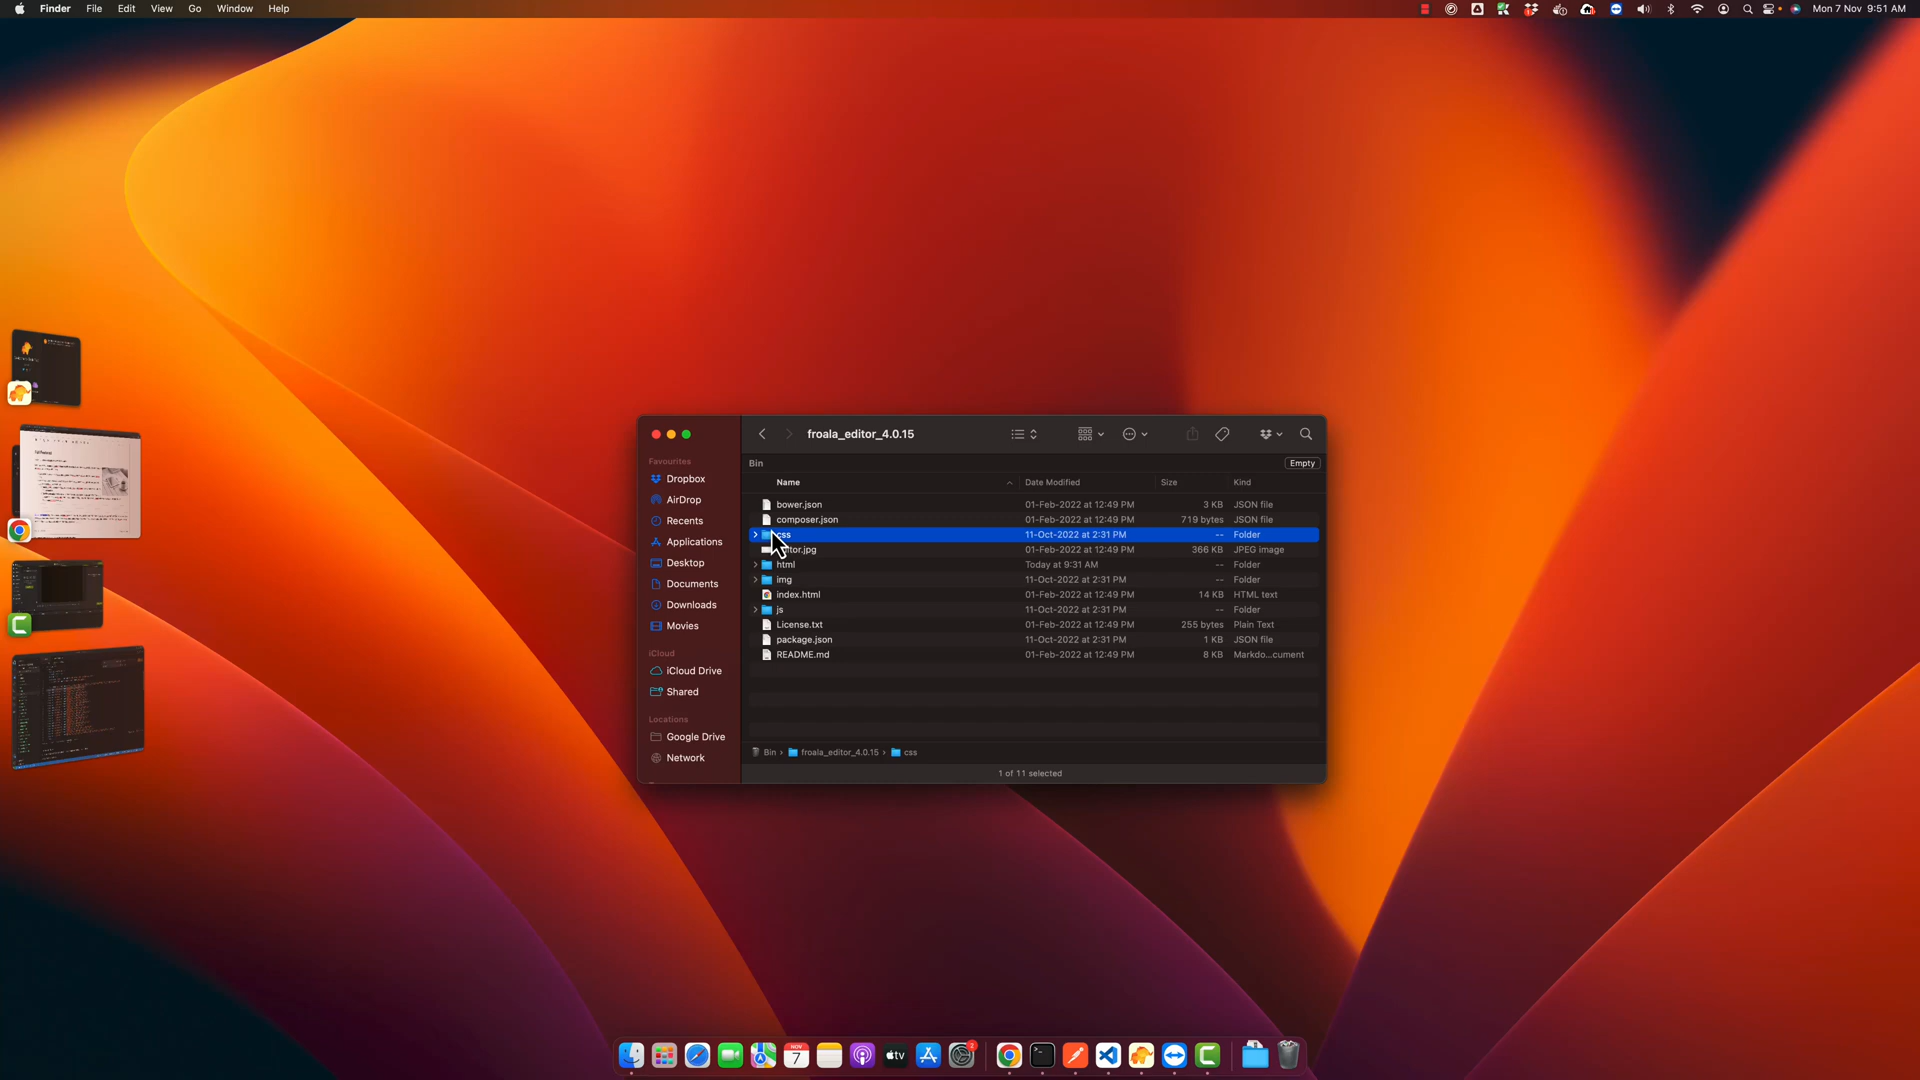 Finder File Edit View Go Window Help
Mon 7 Nov 9:51 AM
froala_editor_4.0.15
Favourites
Dropbox
AirDrop
Recents
Applications
Desktop
Documents
Downloads
Movies
iCloud
iCloud Drive
Shared
Locations
Google Drive
Network
Bin
Empty
Name Date Modified Size Kind
bower.json 01-Feb-2022 at 12:49 PM 3 KB JSON file
composer.json 01-Feb-2022 at 12:49 PM 719 bytes JSON file
css 11-Oct-2022 at 2:31 PM -- Folder
01-Feb-2022 at 12:49 PM 366 KB JPEG image
html Today at 9:31 AM -- Folder
img 11-Oct-2022 at 2:31 PM -- Folder
index.html 01-Feb-2022 at 12:49 PM 14 KB HTML text
js 11-Oct-2022 at 2:31 PM -- Folder
License.txt 01-Feb-2022 at 12:49 PM 255 bytes Plain Text
package.json 11-Oct-2022 at 2:31 PM 1 KB JSON file
README.md 01-Feb-2022 at 12:49 PM 8 KB Markdo...cument
Bin › froala_editor_4.0.15 › css
1 of 11 selected
NOV
7
tv
2